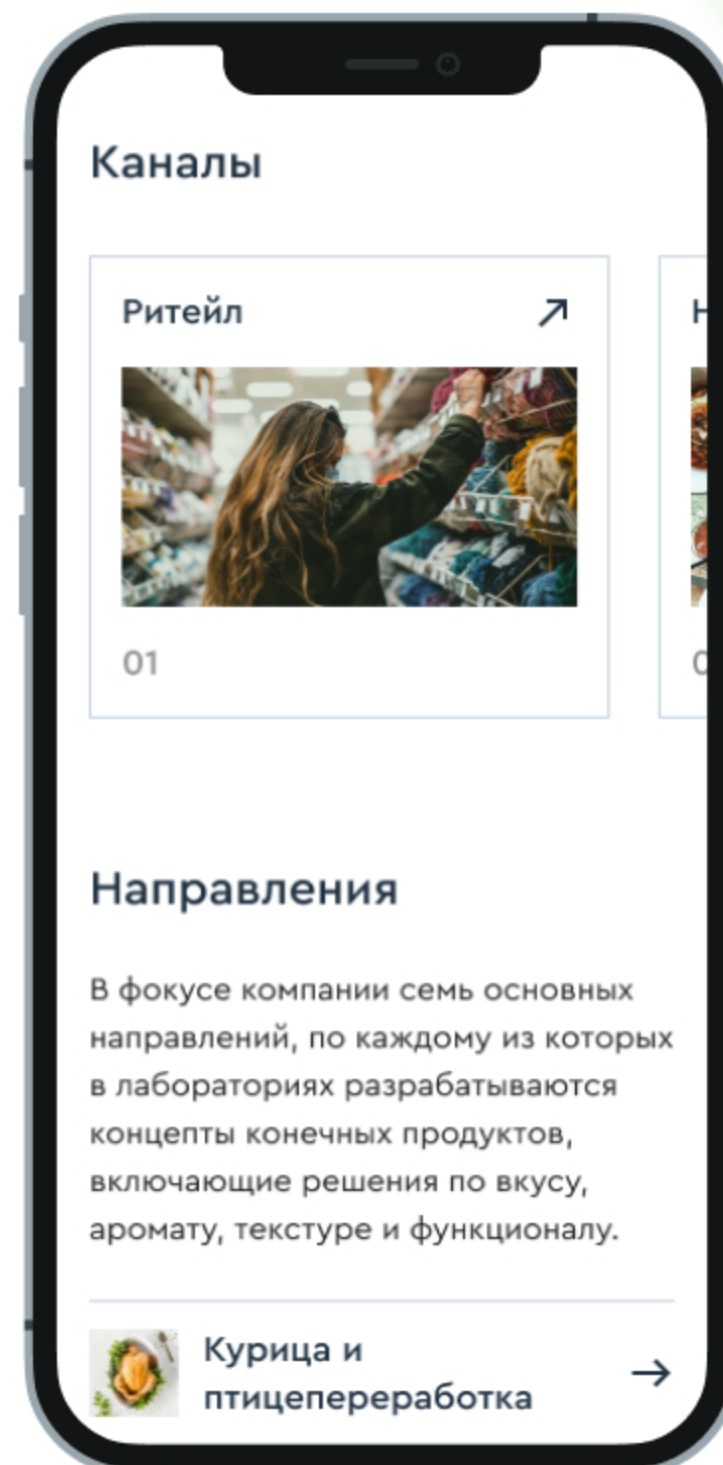 Каналы
Ритейл
01
Направления
В фокусе компании семь основных
направлений, по каждому из которых
в лабораториях разрабатываются
концепты конечных продуктов,
включающие решения по вкусу,
аромату, текстуре и функционалу.
Курица и
птицепереработка